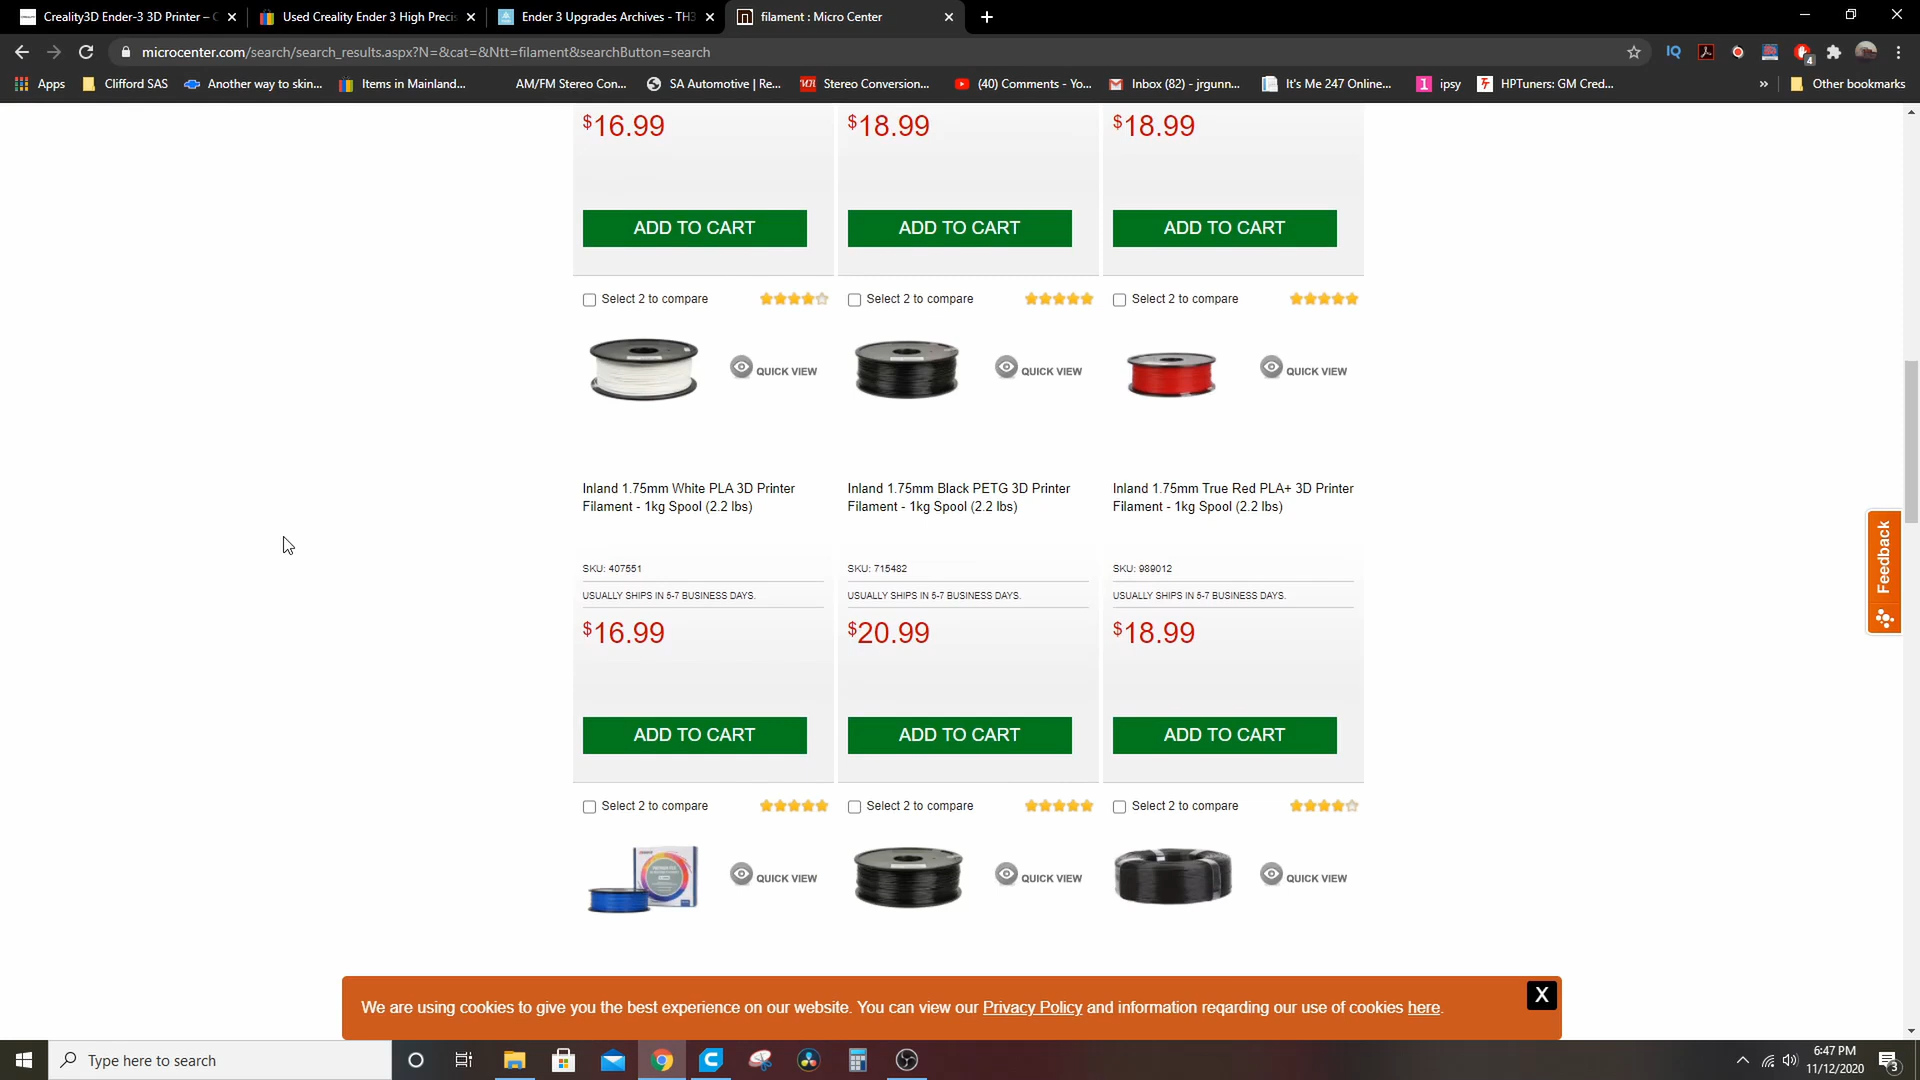 Creality3D Ender-3 3D Printer –
Used Creality Ender 3 High Preci
Ender 3 Upgrades Archives - TH3
filament : Micro Center
microcenter.com/search/search_results.aspx?N=&cat=&Ntt=filament&searchButton=search
IQ
4
Apps
Clifford SAS
Another way to skin...
Items in Mainland...
AM/FM Stereo Con...
SA Automotive | Re...
Stereo Conversion...
(40) Comments - Yo...
Inbox (82) - jrgunn...
It's Me 247 Online...
ipsy
HPTuners: GM Cred...
»
Other bookmarks
$16.99
$18.99
$18.99
ADD TO CART
ADD TO CART
ADD TO CART
Select 2 to compare
Select 2 to compare
Select 2 to compare
QUICK VIEW
QUICK VIEW
QUICK VIEW
Inland 1.75mm White PLA 3D Printer
Filament - 1kg Spool (2.2 lbs)
Inland 1.75mm Black PETG 3D Printer
Filament - 1kg Spool (2.2 lbs)
Inland 1.75mm True Red PLA+ 3D Printer
Filament - 1kg Spool (2.2 lbs)
SKU: 407551
SKU: 715482
SKU: 989012
USUALLY SHIPS IN 5-7 BUSINESS DAYS.
USUALLY SHIPS IN 5-7 BUSINESS DAYS.
USUALLY SHIPS IN 5-7 BUSINESS DAYS.
$16.99
$20.99
$18.99
ADD TO CART
ADD TO CART
ADD TO CART
Select 2 to compare
Select 2 to compare
Select 2 to compare
QUICK VIEW
QUICK VIEW
QUICK VIEW
Feedback
We are using cookies to give you the best experience on our website. You can view our Privacy Policy and information regarding our use of cookies here.
X
Type here to search
6:47 PM
11/12/2020
3